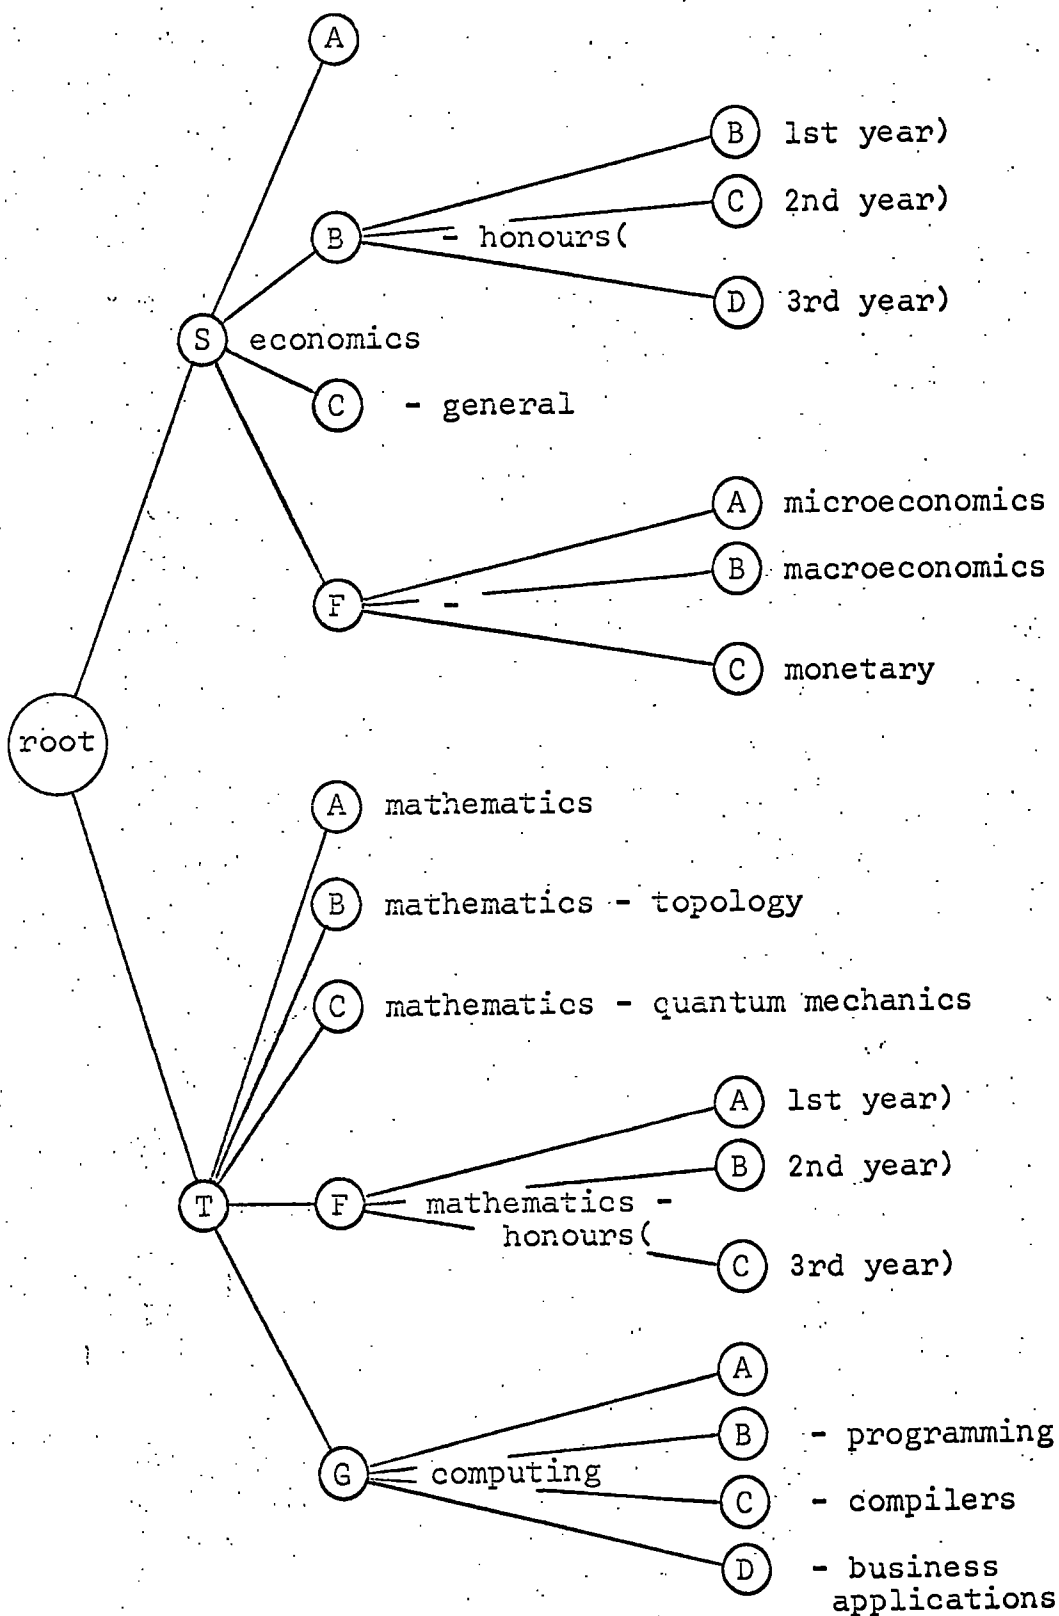 A
B 1st year)
C 2nd year)
B - honours(
D 3rd year)
S economics
C - general
A microeconomics
B macroeconomics
F -
C monetary
root
A mathematics
B mathematics - topology
C mathematics - quantum mechanics
A 1st year)
B 2nd year)
T F mathematics -
honours(
C 3rd year)
A
B - programming
G computing
C - compilers
D - business
applications